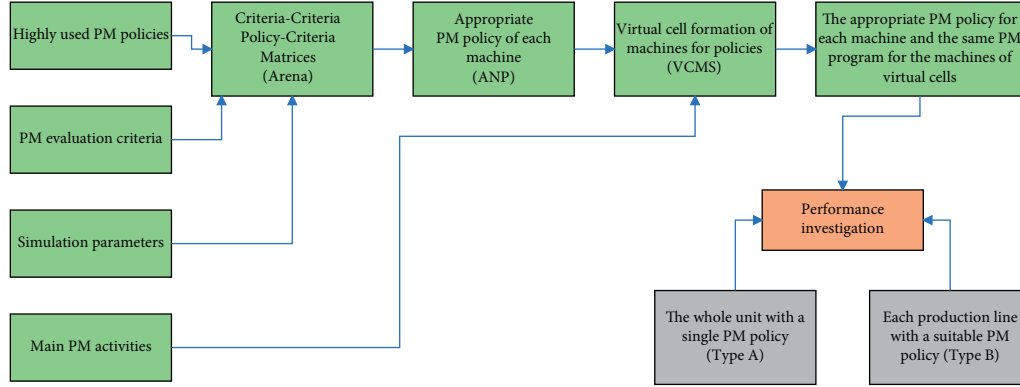 Highly used PM policies
Criteria-Criteria
Policy-Criteria
Matrices
(Arena)
Appropriate
PM policy of each
machine
(ANP)
Virtual cell formation of
machines for policies
(VCMS)
The appropriate PM policy for
each machine and the same PM
program for the machines of
virtual cells
PM evaluation criteria
Simulation parameters
Main PM activities
Performance
investigation
The whole unit with a
single PM policy
(Type A)
Each production line
with a suitable PM
policy (Type B)